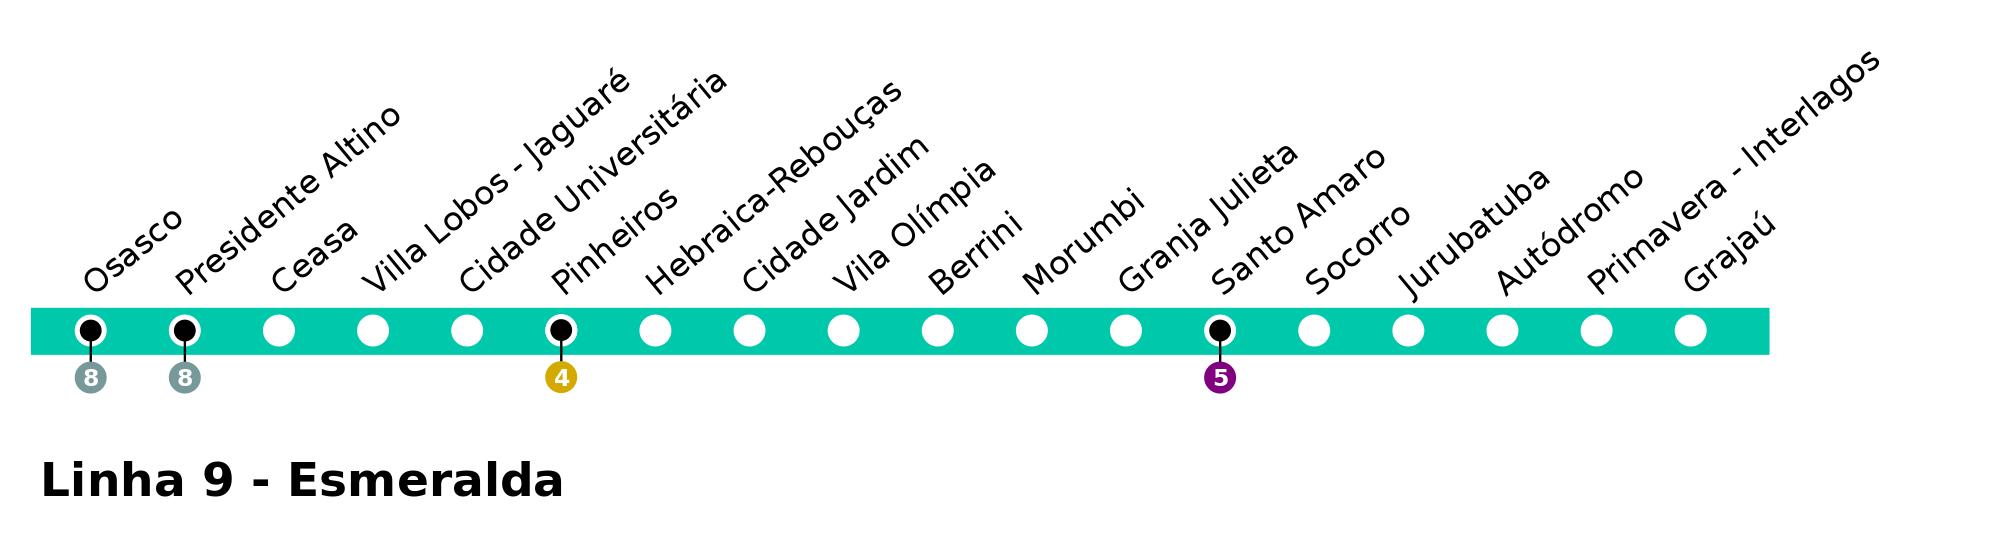 Osasco
Presidente Altino
Ceasa
Villa Lobos - Jaguaré
Cidade Universitária
Pinheiros
Hebraica-Rebouças
Cidade Jardim
Vila Olímpia
Berrini
Morumbi
Granja Julieta
Santo Amaro
Socorro
Jurubatuba
Autódromo
Primavera - Interlagos
Grajaú
8
8
4
5
Linha 9 - Esmeralda